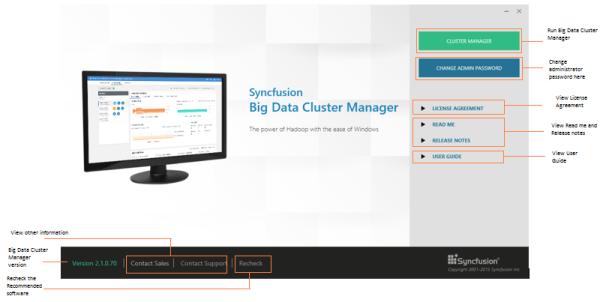 CLUSTER MANAGER
Run Big Data Cluster
Manager
CHANGE ADMIN PASSWORD
Change
administrator
password here
Syncfusion
Big Data Cluster Manager
The power of Hadoop with the ease of Windows
LICENSE AGREEMENT
View License
Agreement
READ ME
RELEASE NOTES
View Read me and
Release notes
USER GUIDE
View User
Guide
View other information
Big Data Cluster
Manager
version
Version 2.1.0.70
Contact Sales
Contact Support
Recheck
Syncfusion
Copyright 2001-2015 Syncfusion Inc.
Recheck the
Recommended
software